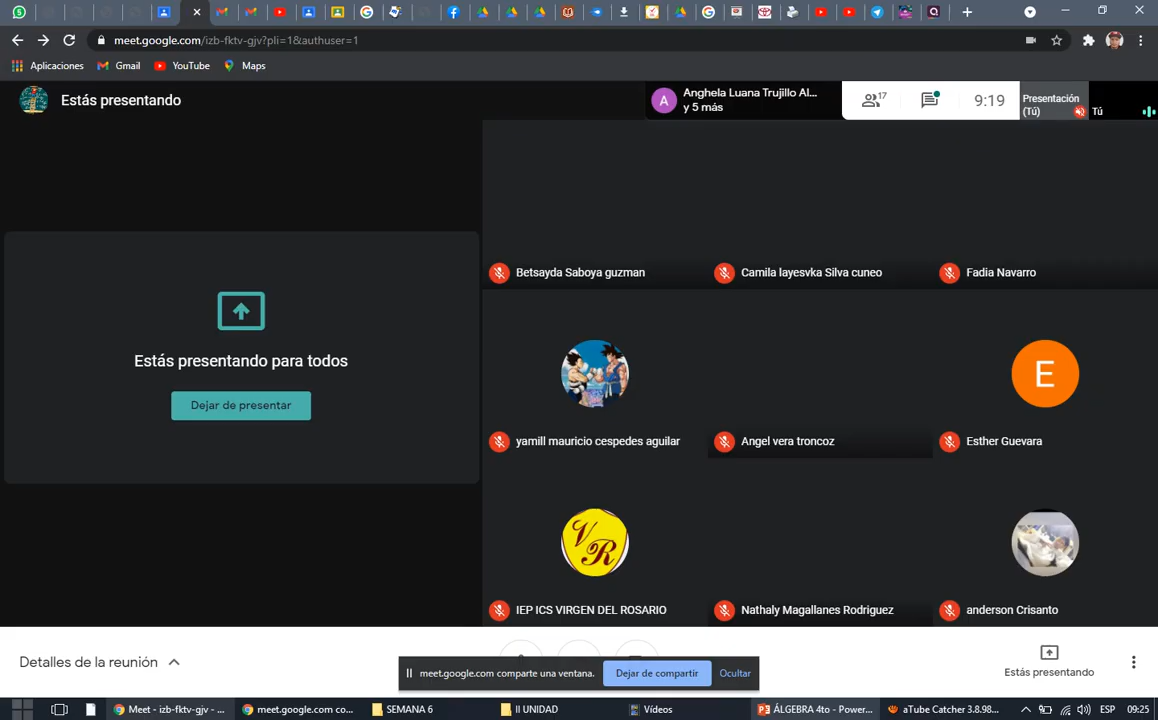 meet.google.com/izb-fktv-gjv?pli=1&authuser=1
Aplicaciones Gmail YouTube Maps
Estás presentando
A Anghela Luana Trujillo Al...
y 5 más
17
9:19
Presentación
(Tú)
Tú
Estás presentando para todos
Dejar de presentar
Betsayda Saboya guzman
Camila layesvka Silva cuneo
Fadia Navarro
yamill mauricio cespedes aguilar
Angel vera troncoz
E
Esther Guevara
VR
IEP ICS VIRGEN DEL ROSARIO
Nathaly Magallanes Rodriguez
anderson Crisanto
Detalles de la reunión
meet.google.com comparte una ventana. Dejar de compartir Ocultar
Estás presentando
Meet - izb-fktv-gjv - ... meet.google.com co... SEMANA 6 II UNIDAD Vídeos ÁLGEBRA 4to - Power... aTube Catcher 3.8.98... ESP 09:25